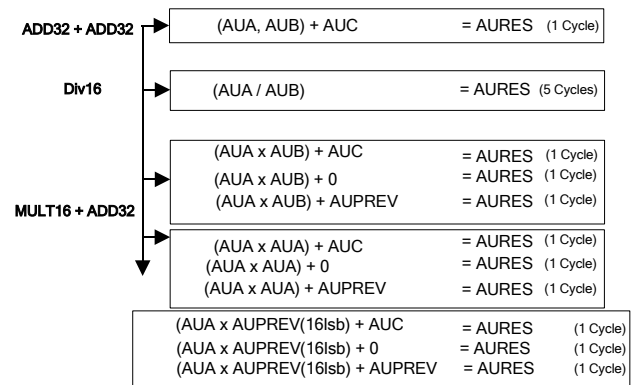 ADD32 + ADD32
(AUA, AUB) + AUC = AURES (1 Cycle)
Div16
(AUA / AUB) = AURES (5 Cycles)
MULT16 + ADD32
(AUA x AUB) + AUC = AURES (1 Cycle)
(AUA x AUB) + 0 = AURES (1 Cycle)
(AUA x AUB) + AUPREV = AURES (1 Cycle)
(AUA x AUA) + AUC = AURES (1 Cycle)
(AUA x AUA) + 0 = AURES (1 Cycle)
(AUA x AUA) + AUPREV = AURES (1 Cycle)
(AUA x AUPREV(16lsb) + AUC = AURES (1 Cycle)
(AUA x AUPREV(16lsb) + 0 = AURES (1 Cycle)
(AUA x AUPREV(16lsb) + AUPREV = AURES (1 Cycle)